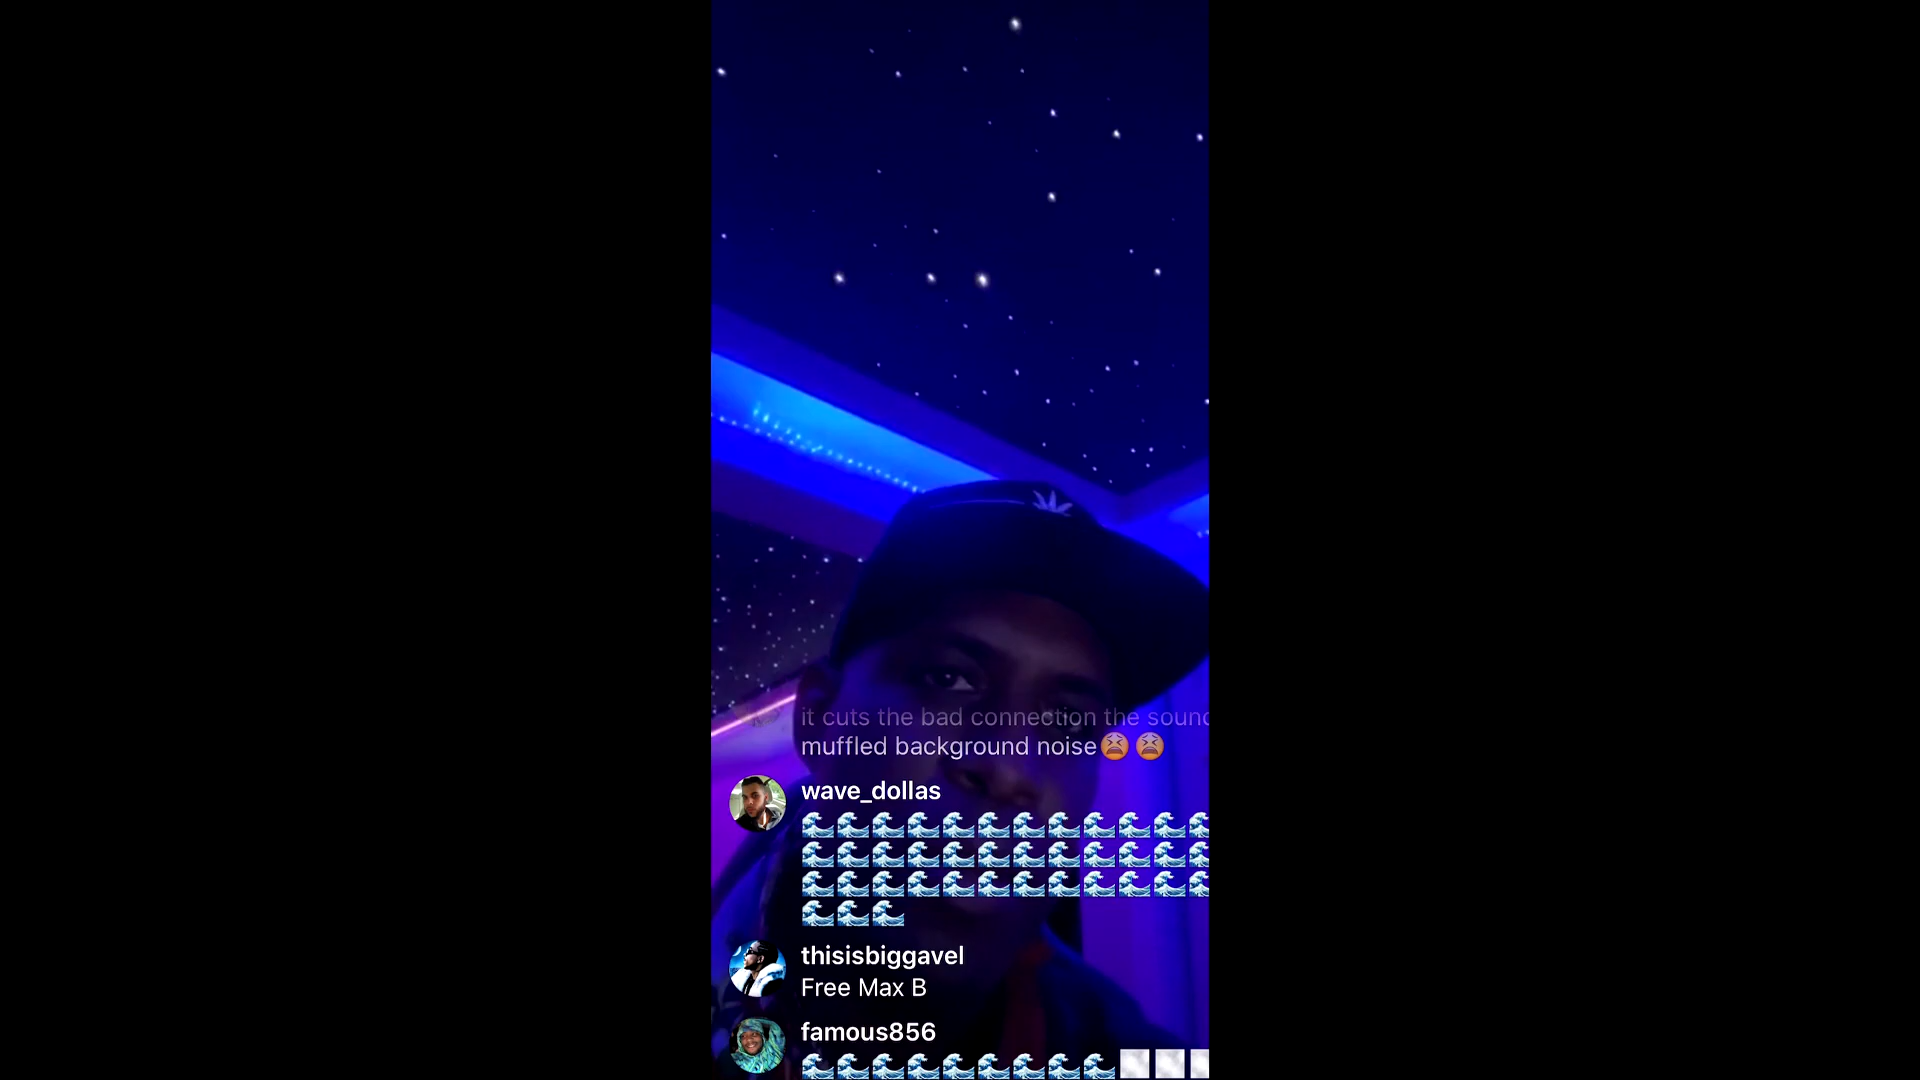 it cuts the bad connection the sound
muffled background noise😫😫
wave_dollas
🌊🌊🌊🌊🌊🌊🌊🌊🌊🌊🌊🌊
🌊🌊🌊🌊🌊🌊🌊🌊🌊🌊🌊🌊
🌊🌊🌊🌊🌊🌊🌊🌊🌊🌊🌊🌊
🌊🌊🌊
thisisbiggavel
Free Max B
famous856
🌊🌊🌊🌊🌊🌊🌊🌊🌊